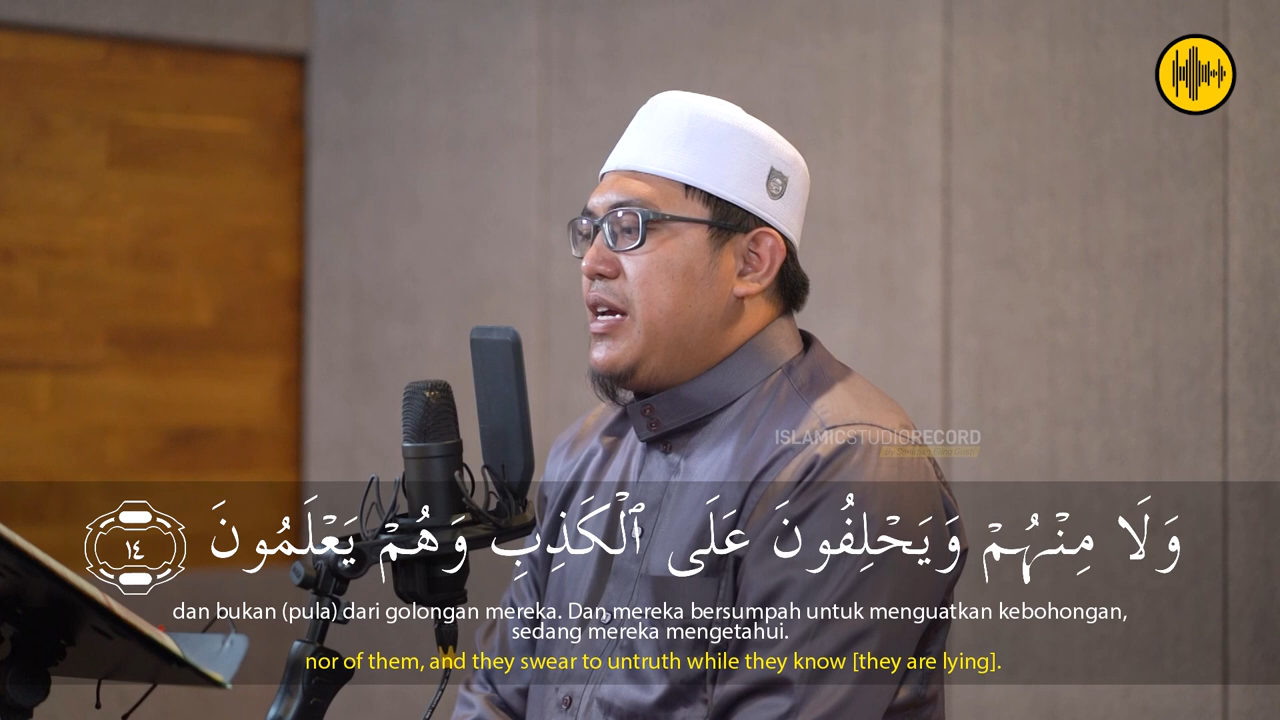 ISLAMICSTUDIORECORD
وَلَا مِنْهُمْ وَيَحْلِفُونَ عَلَى ٱلْكَذِبِ وَهُمْ يَعْلَمُونَ ١٤
dan bukan (pula) dari golongan mereka. Dan mereka bersumpah untuk menguatkan kebohongan,
sedang mereka mengetahui.
nor of them, and they swear to untruth while they know [they are lying].